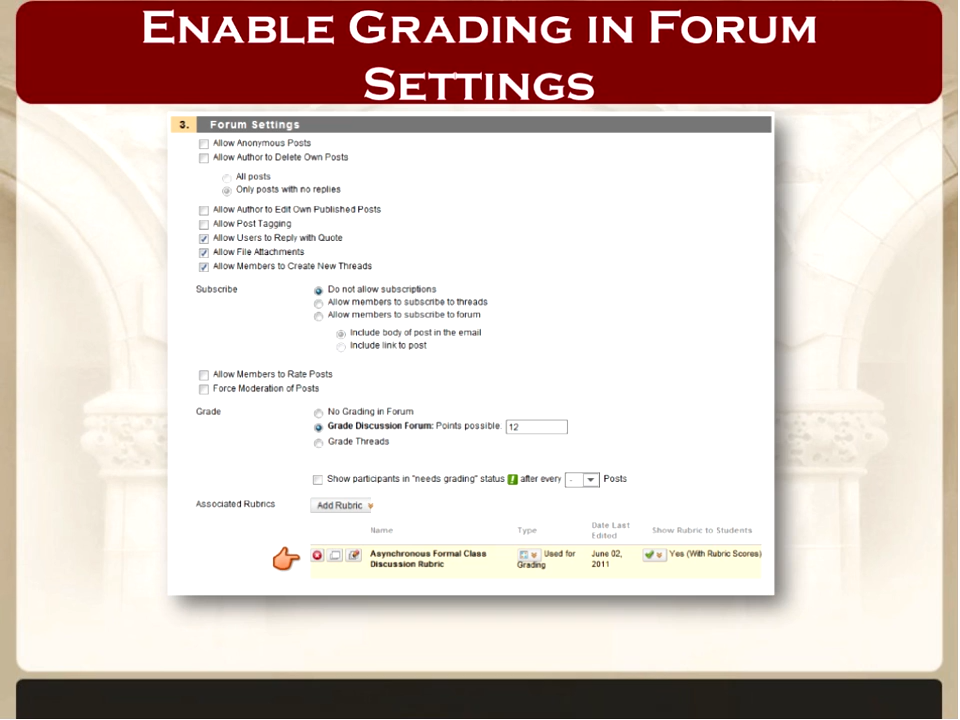 Enable Grading in Forum
Settings
3. Forum Settings
Allow Anonymous Posts
Allow Author to Delete Own Posts
All posts
Only posts with no replies
Allow Author to Edit Own Published Posts
Allow Post Tagging
Allow Users to Reply with Quote
Allow File Attachments
Allow Members to Create New Threads
Subscribe Do not allow subscriptions
Allow members to subscribe to threads
Allow members to subscribe to forum
Include body of post in the email
Include link to post
Allow Members to Rate Posts
Force Moderation of Posts
Grade No Grading in Forum
Grade Discussion Forum: Points possible: 12
Grade Threads
Show participants in "needs grading" status ! after every - Posts
Associated Rubrics Add Rubric
Name Type Date Last Edited Show Rubric to Students
Asynchronous Formal Class Used for June 02, Yes (With Rubric Scores)
Discussion Rubric Grading 2011